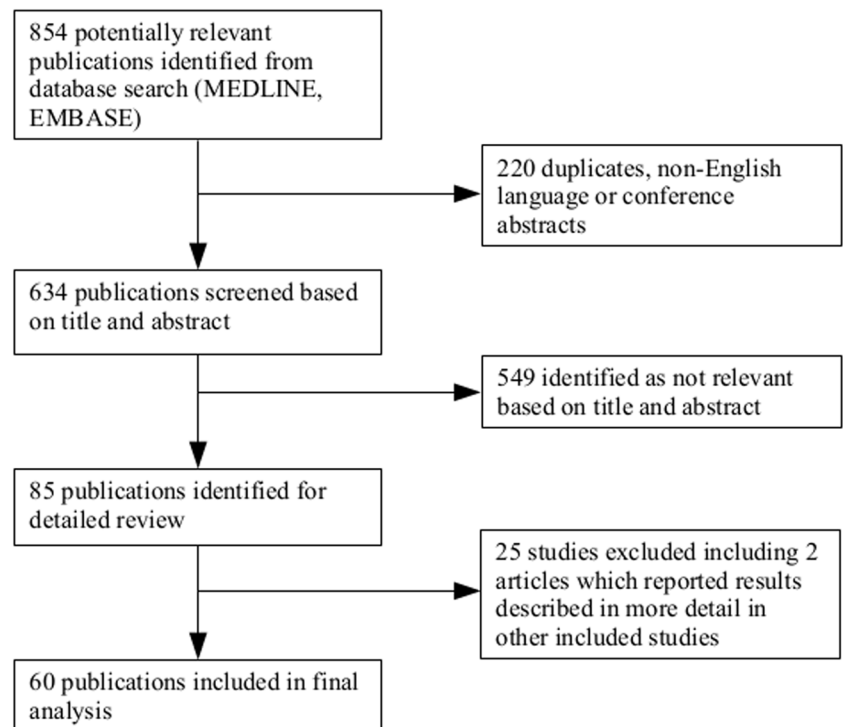 854 potentially relevant
publications identified from
database search (MEDLINE,
EMBASE)
220 duplicates, non-English
language or conference
abstracts
634 publications screened based
on title and abstract
549 identified as not relevant
based on title and abstract
85 publications identified for
detailed review
25 studies excluded including 2
articles which reported results
described in more detail in
other included studies
60 publications included in final
analysis